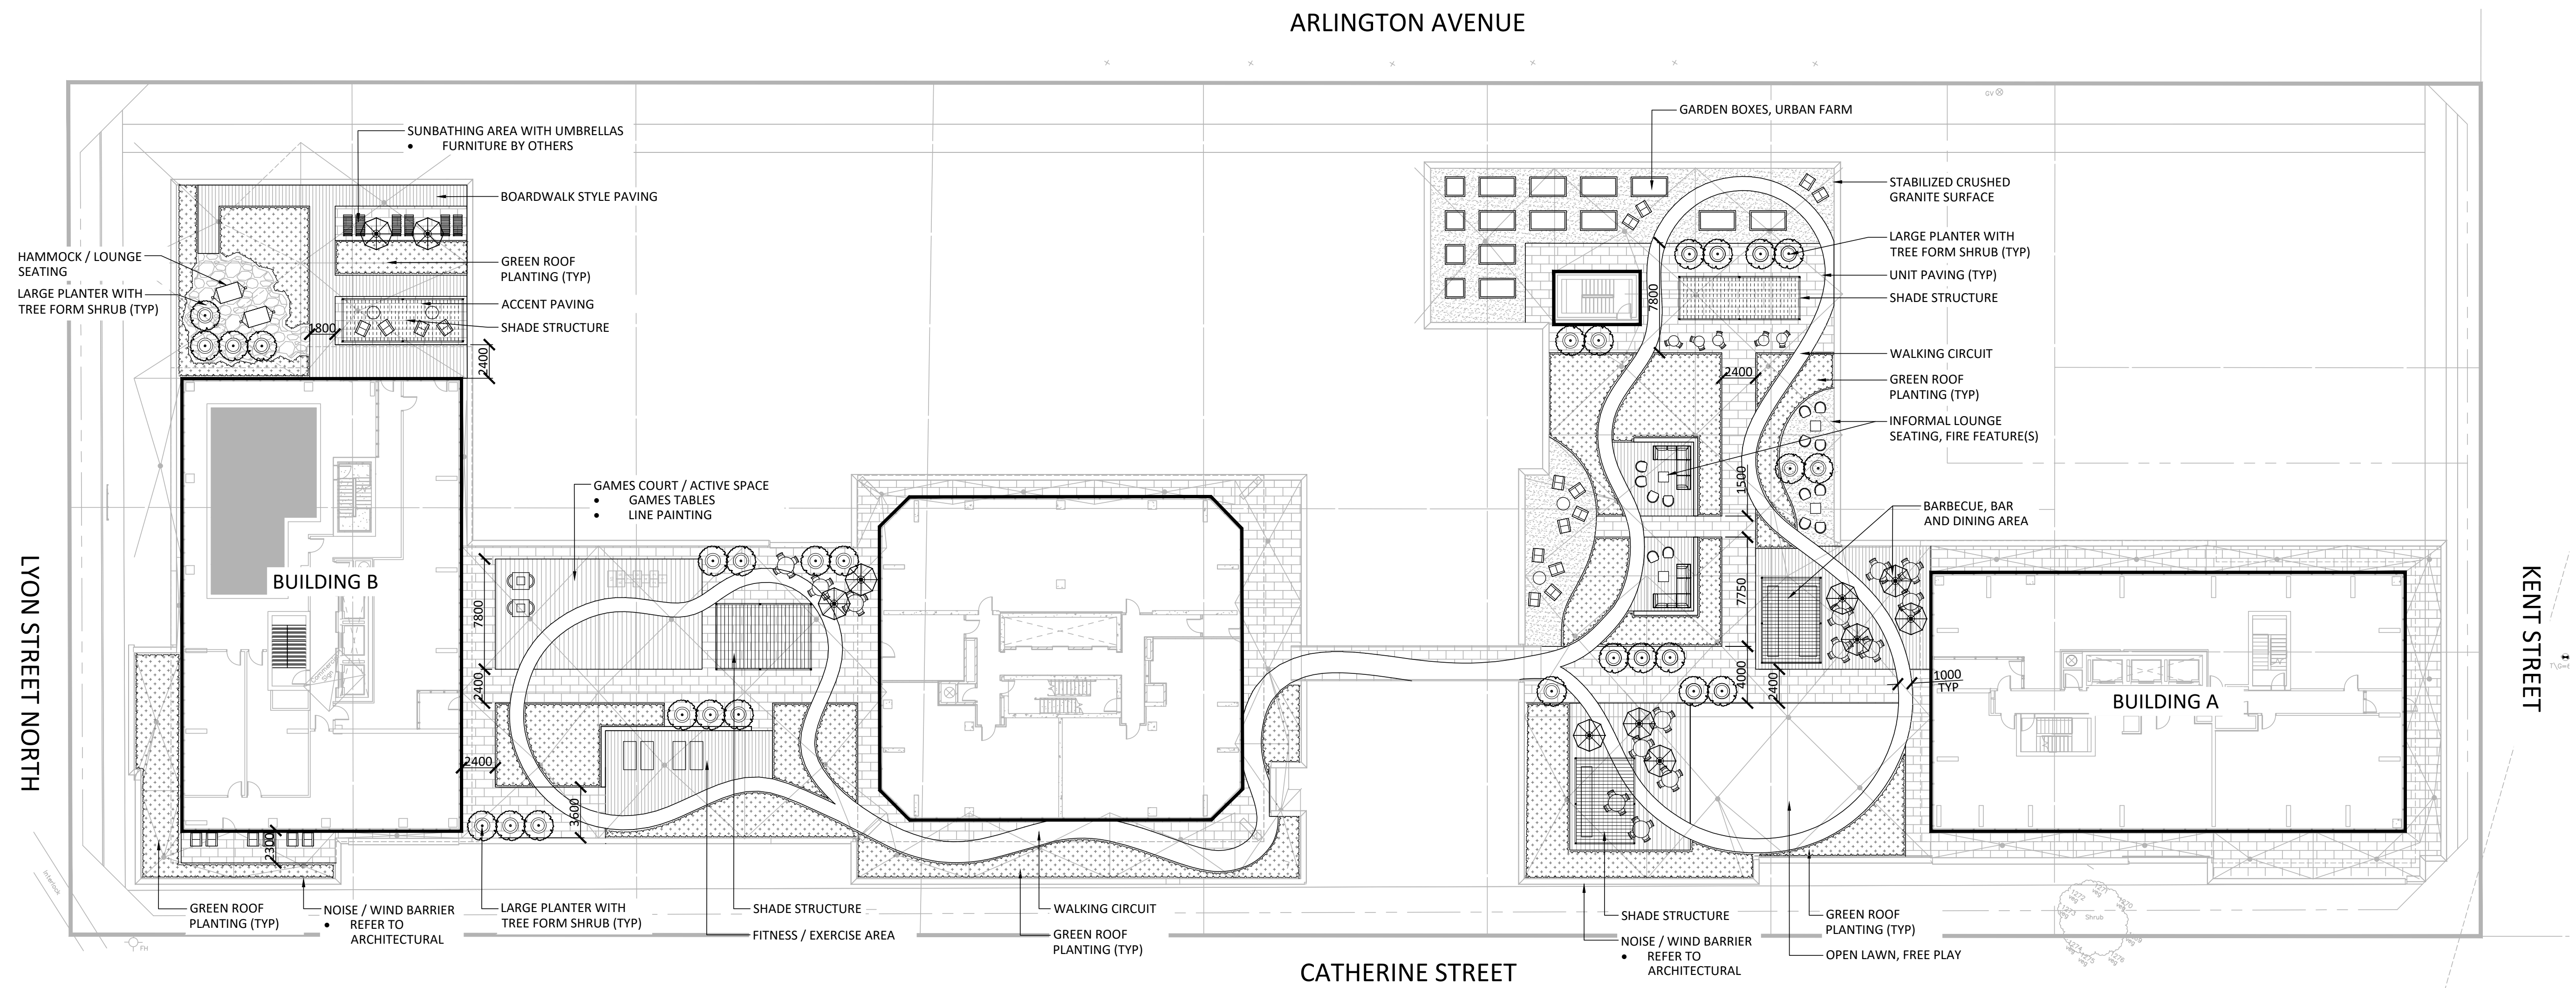 ARLINGTON AVENUE
GV
GARDEN BOXES, URBAN FARM
SUNBATHING AREA WITH UMBRELLAS
• FURNITURE BY OTHERS
BOARDWALK STYLE PAVING
STABILIZED CRUSHED
GRANITE SURFACE
HAMMOCK / LOUNGE
SEATING
LARGE PLANTER WITH
TREE FORM SHRUB (TYP)
GREEN ROOF
PLANTING (TYP)
ACCENT PAVING
SHADE STRUCTURE
1800
2400
LARGE PLANTER WITH
TREE FORM SHRUB (TYP)
UNIT PAVING (TYP)
SHADE STRUCTURE
7800
WALKING CIRCUIT
2400
GREEN ROOF
PLANTING (TYP)
INFORMAL LOUNGE
SEATING, FIRE FEATURE(S)
1500
GAMES COURT / ACTIVE SPACE
• GAMES TABLES
• LINE PAINTING
BARBECUE, BAR
AND DINING AREA
LYON STREET NORTH
BUILDING B
7800
2400
7750
4000
2400
1000
TYP
BUILDING A
KENT STREET
2400
3600
2300
Interlock
FH
GREEN ROOF
PLANTING (TYP)
NOISE / WIND BARRIER
• REFER TO
ARCHITECTURAL
LARGE PLANTER WITH
TREE FORM SHRUB (TYP)
SHADE STRUCTURE
FITNESS / EXERCISE AREA
WALKING CIRCUIT
GREEN ROOF
PLANTING (TYP)
SHADE STRUCTURE
NOISE / WIND BARRIER
• REFER TO
ARCHITECTURAL
GREEN ROOF
PLANTING (TYP)
OPEN LAWN, FREE PLAY
Shrub
CATHERINE STREET